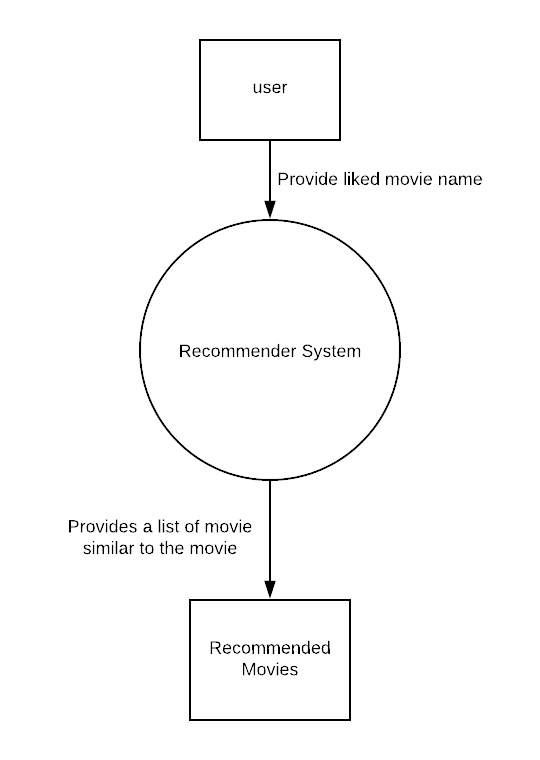 user
Provide liked movie name
Recommender System
Provides a list of movie
similar to the movie
Recommended
Movies